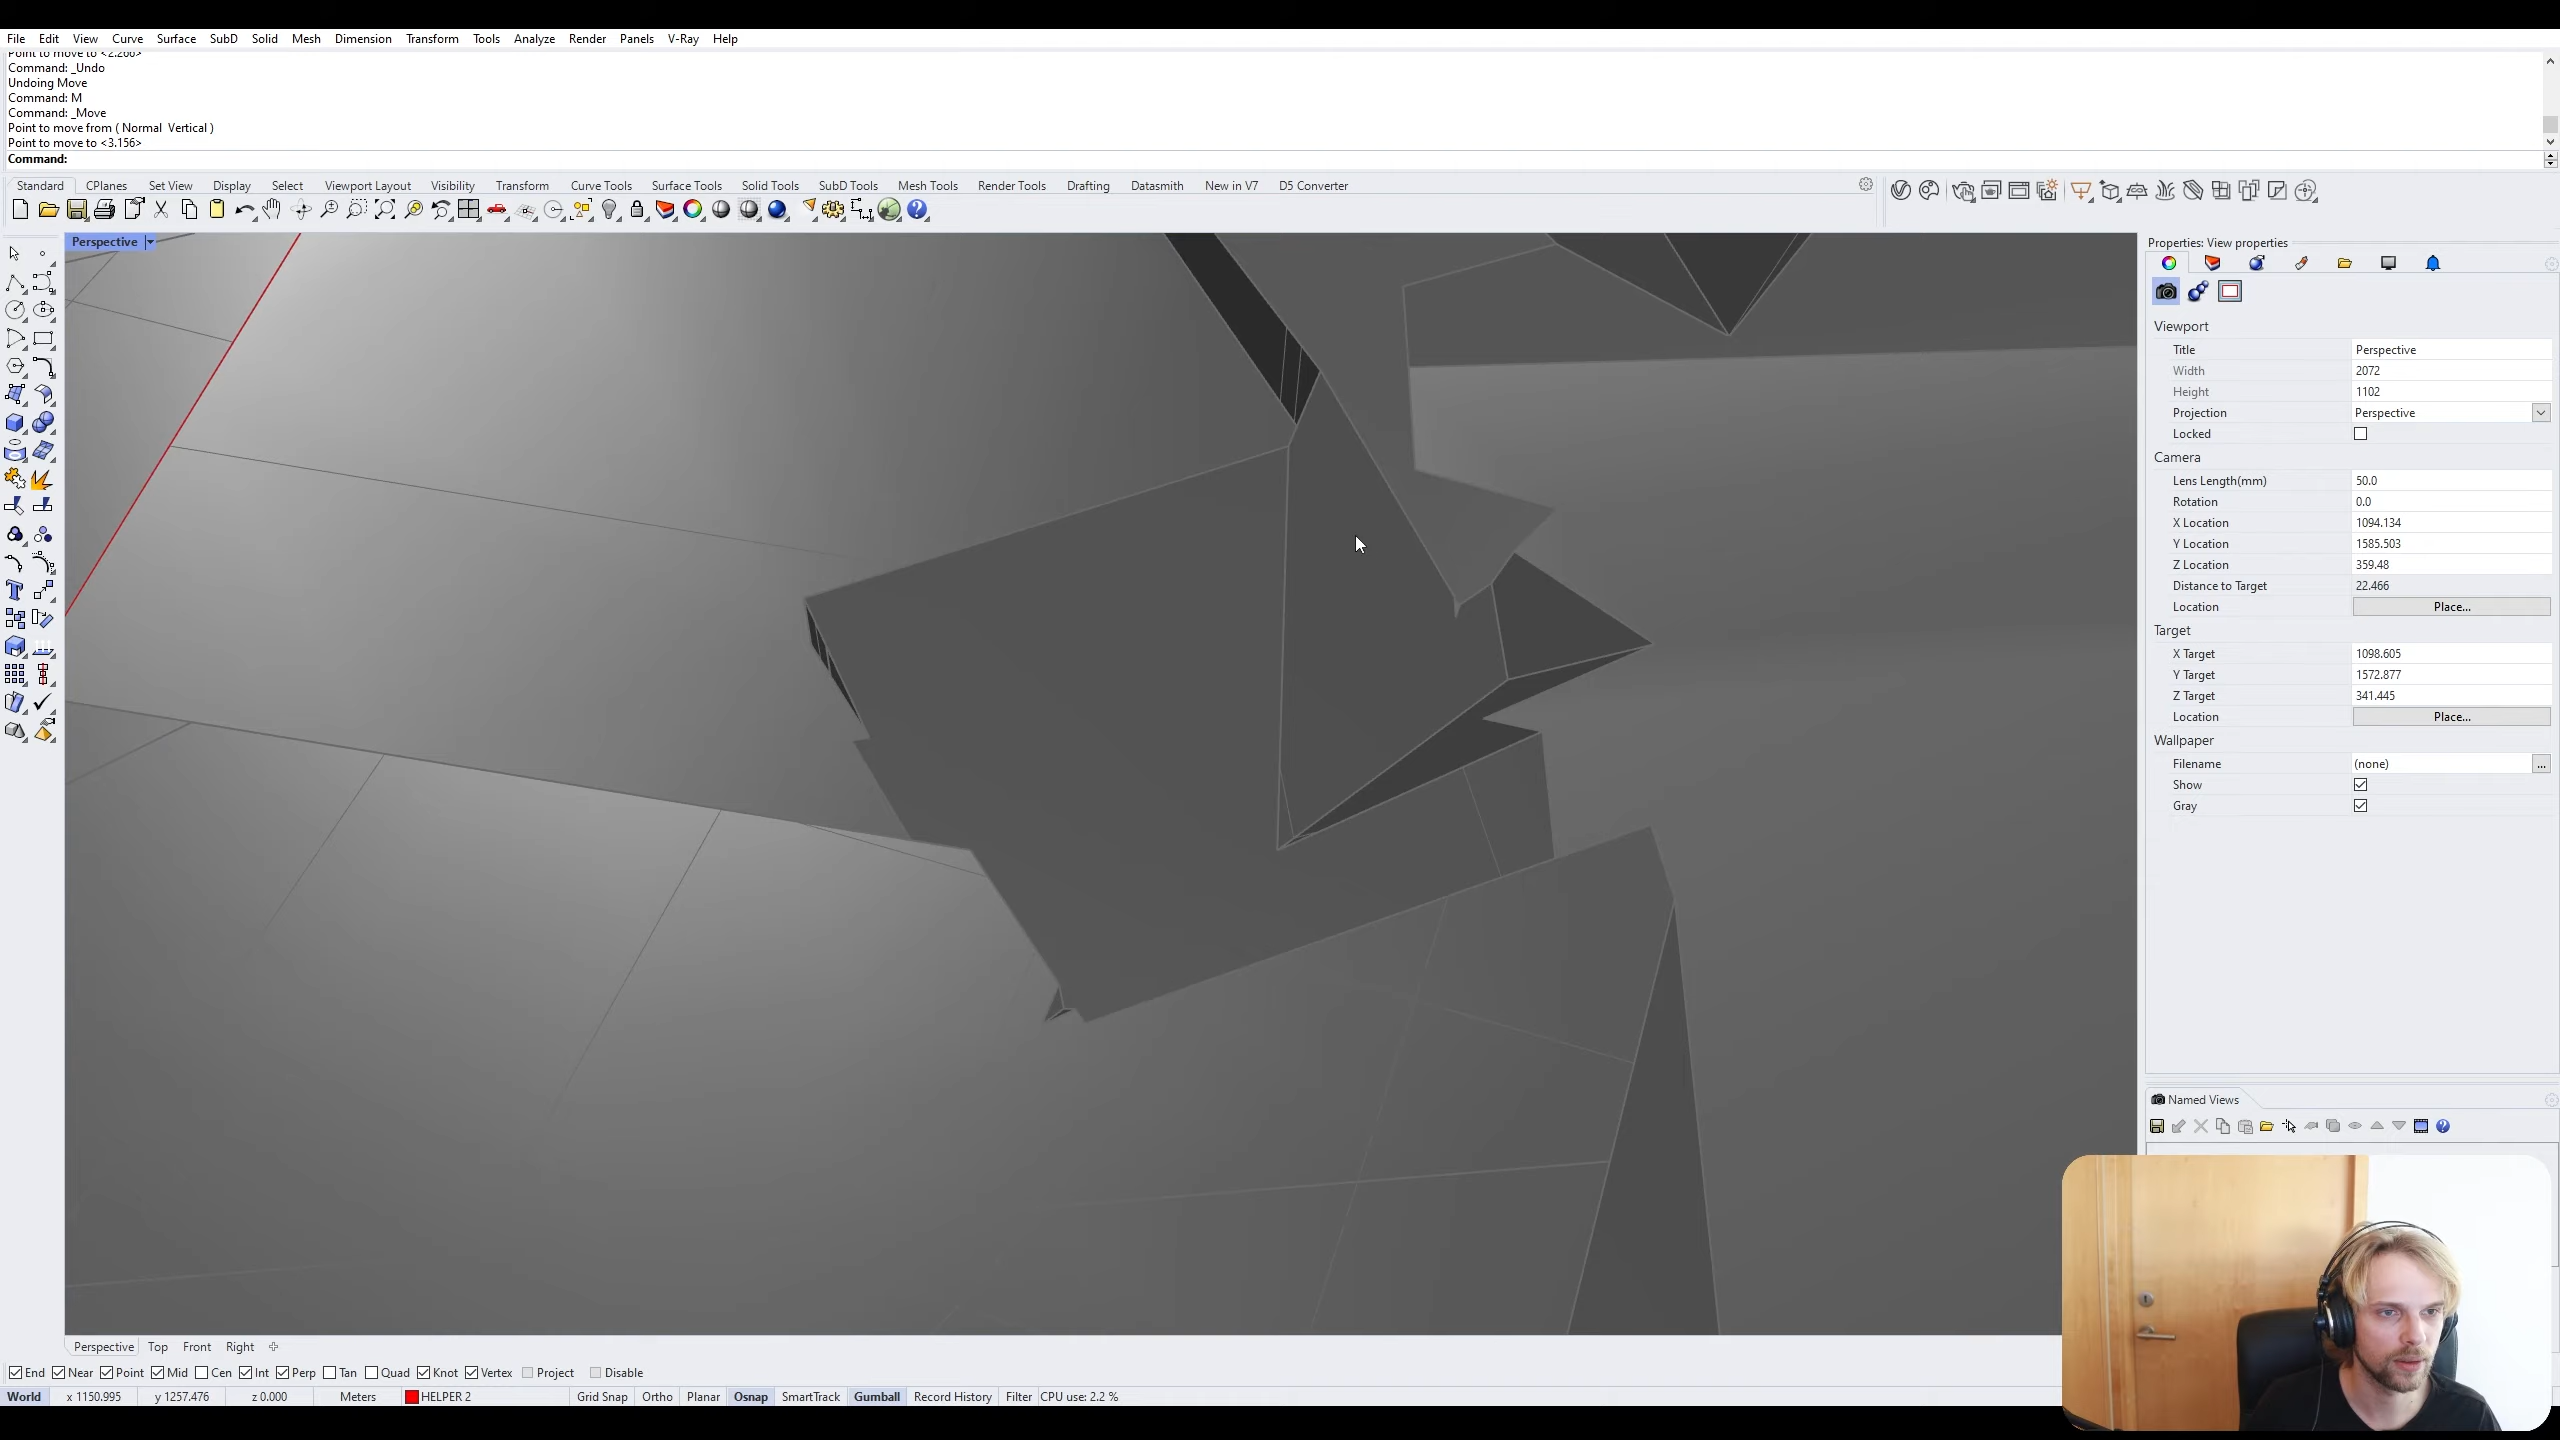 File Edit View Curve Surface SubD Solid Mesh Dimension Transform Tools Analyze Render Panels V-Ray Help
Point to move to <2.266>
Command: _Undo
Undoing Move
Command: M
Command: _Move
Point to move from ( Normal Vertical )
Point to move to <3.156>
Command:
Standard CPlanes Set View Display Select Viewport Layout Visibility Transform Curve Tools Surface Tools Solid Tools SubD Tools Mesh Tools Render Tools Drafting Datasmith New in V7 D5 Converter
Perspective
Properties: View properties
Viewport
Title Perspective
Width 2072
Height 1102
Projection Perspective
Locked
Camera
Lens Length(mm) 50.0
Rotation 0.0
X Location 1094.134
Y Location 1585.503
Z Location 359.48
Distance to Target 22.466
Location Place...
Target
X Target 1098.605
Y Target 1572.877
Z Target 341.445
Location Place...
Wallpaper
Filename (none) ...
Show
Gray
Named Views
Perspective Top Front Right
End Near Point Mid Cen Int Perp Tan Quad Knot Vertex Project Disable
World x 1150.995 y 1257.476 z 0.000 Meters HELPER 2 Grid Snap Ortho Planar Osnap SmartTrack Gumball Record History Filter CPU use: 2.2 %